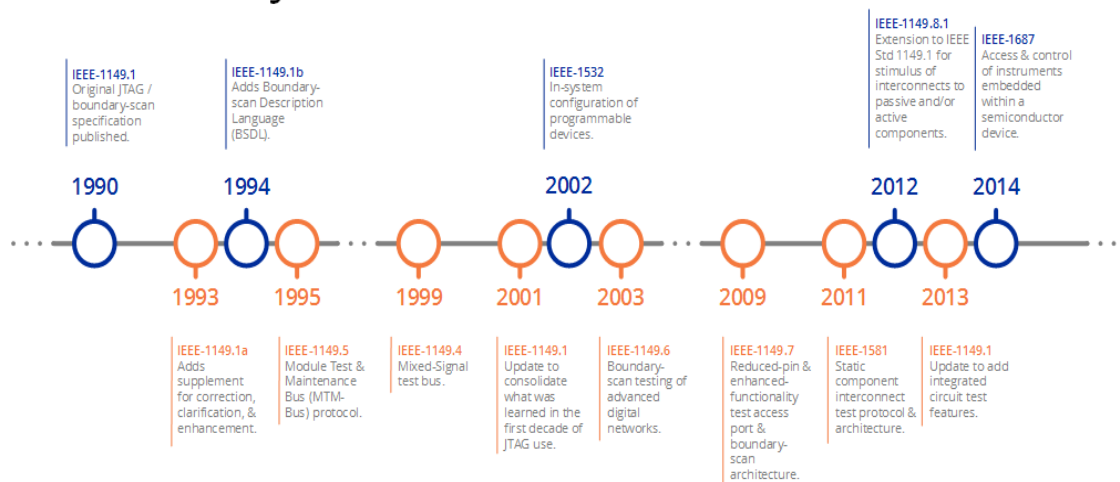 IEEE-1149.1
Original JTAG /
boundary-scan
specification
published.
IEEE-1149.1b
Adds Boundary-
scan Description
Language
(BSDL).
IEEE-1532
In-system
configuration of
programmable
devices.
IEEE-1149.8.1
Extension to IEEE
Std 1149.1 for
stimulus of
interconnects to
passive and/or
active
components.
IEEE-1687
Access & control
of instruments
embedded
within a
semiconductor
device.
1990
1994
2002
2012
2014
1993
1995
1999
2001
2003
2009
2011
2013
IEEE-1149.1a
Adds
supplement
for correction,
clarification, &
enhancement.
IEEE-1149.5
Module Test &
Maintenance
Bus (MTM-
Bus) protocol.
IEEE-1149.4
Mixed-Signal
test bus.
IEEE-1149.1
Update to
consolidate
what was
learned in the
first decade of
JTAG use.
IEEE-1149.6
Boundary-
scan testing of
advanced
digital
networks.
IEEE-1149.7
Reduced-pin &
enhanced-
functionality
test access
port &
boundary-
scan
architecture.
IEEE-1581
Static
component
interconnect
test protocol &
architecture.
IEEE-1149.1
Update to add
integrated
circuit test
features.